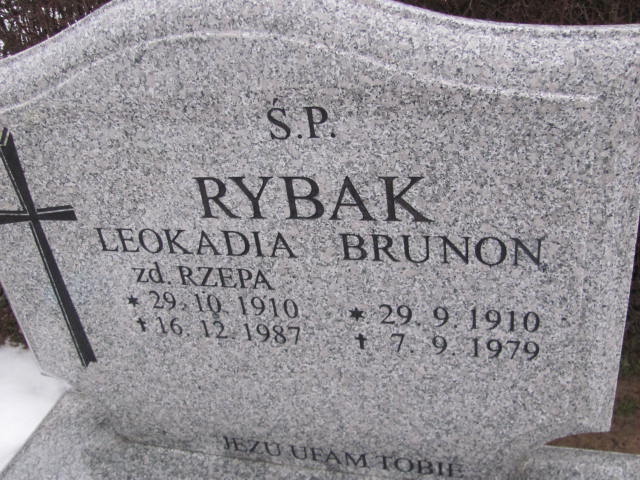 Ś.P.
RYBAK
LEOKADIA BRUNON
zd. RZEPA
* 29.10.1910 * 29.9.1910
✝ 16.12.1987 ✝ 7.9.1979
JEZU UFAM TOBIE